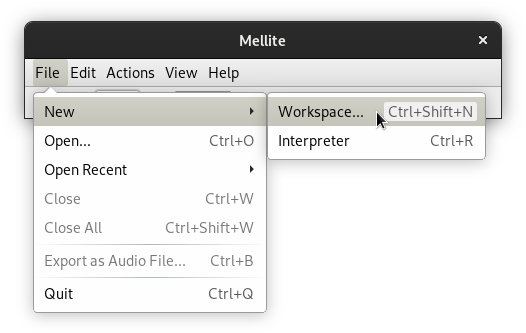 Mellite
File Edit Actions View Help
New
Workspace... Ctrl+Shift+N
Open... Ctrl+O
Interpreter Ctrl+R
Open Recent
Close Ctrl+W
Close All Ctrl+Shift+W
Export as Audio File... Ctrl+B
Quit Ctrl+Q